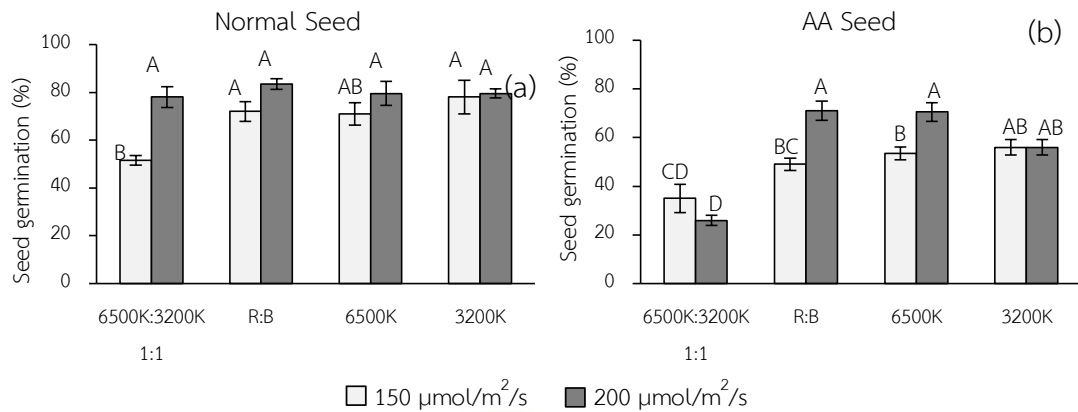 Normal Seed
Seed germination (%)
100
80
60
40
20
0
B
A
A
A
AB
A
A
A
(a)
6500K:3200K
1:1
R:B
6500K
3200K
AA Seed
(b)
Seed germination (%)
100
80
60
40
20
0
CD
D
BC
A
B
A
AB
AB
6500K:3200K
1:1
R:B
6500K
3200K
150 µmol/m²/s
200 µmol/m²/s